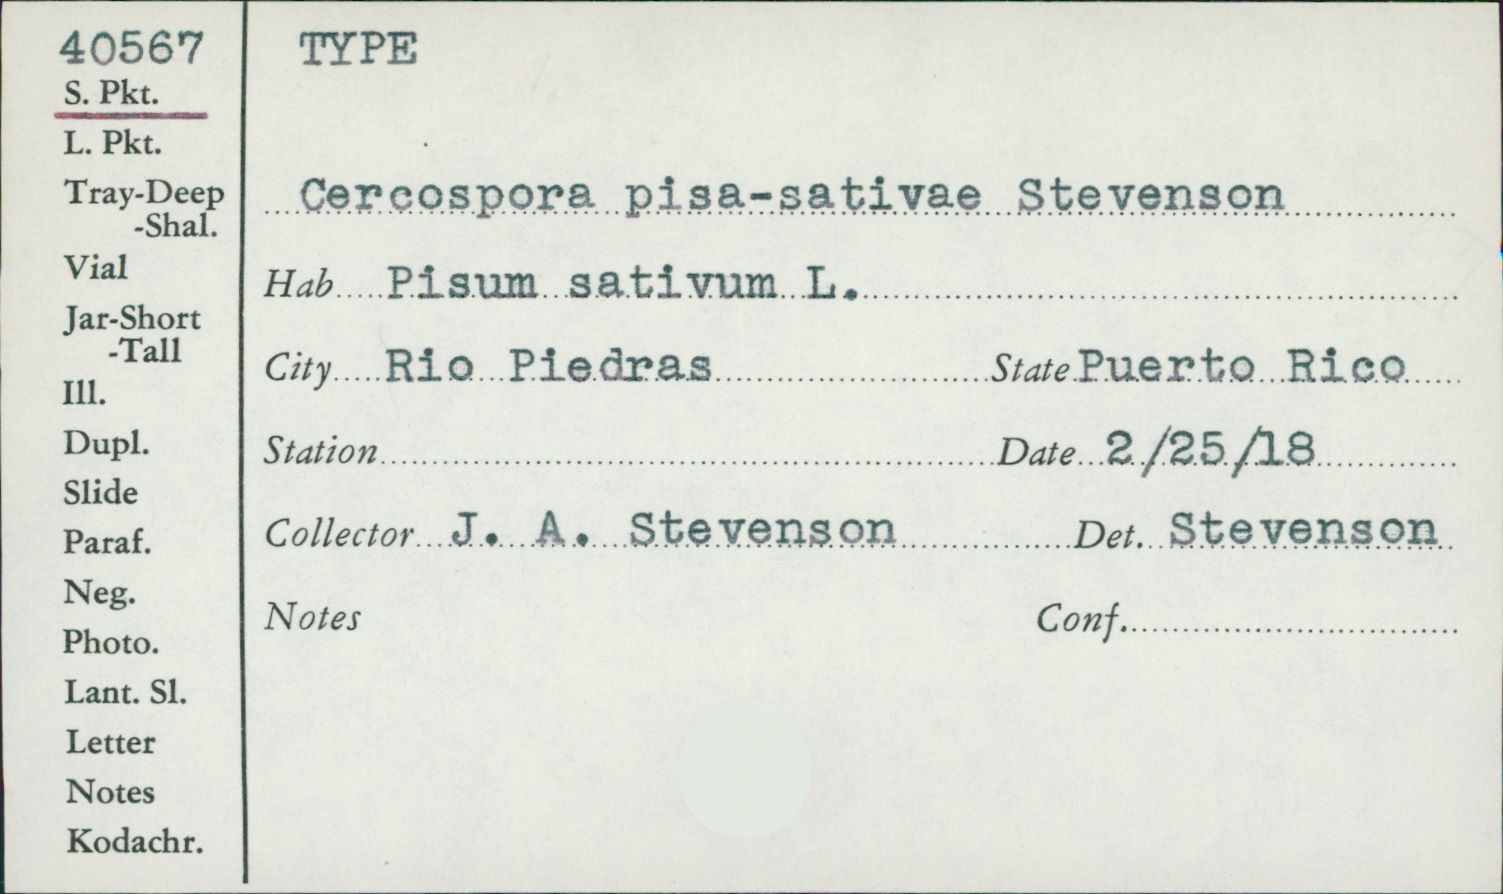 40567
S. Pkt.
L. Pkt.
Tray-Deep
-Shal.
Vial
Jar-Short
-Tall
Ill.
Dupl.
Slide
Paraf.
Neg.
Photo.
Lant. Sl.
Letter
Notes
Kodachr.
TYPE
Cercospora pisa-sativae Stevenson
Hab Pisum sativum L.
City Rio Piedras State Puerto Rico
Station Date 2/25/18
Collector J. A. Stevenson Det. Stevenson
Notes Conf.